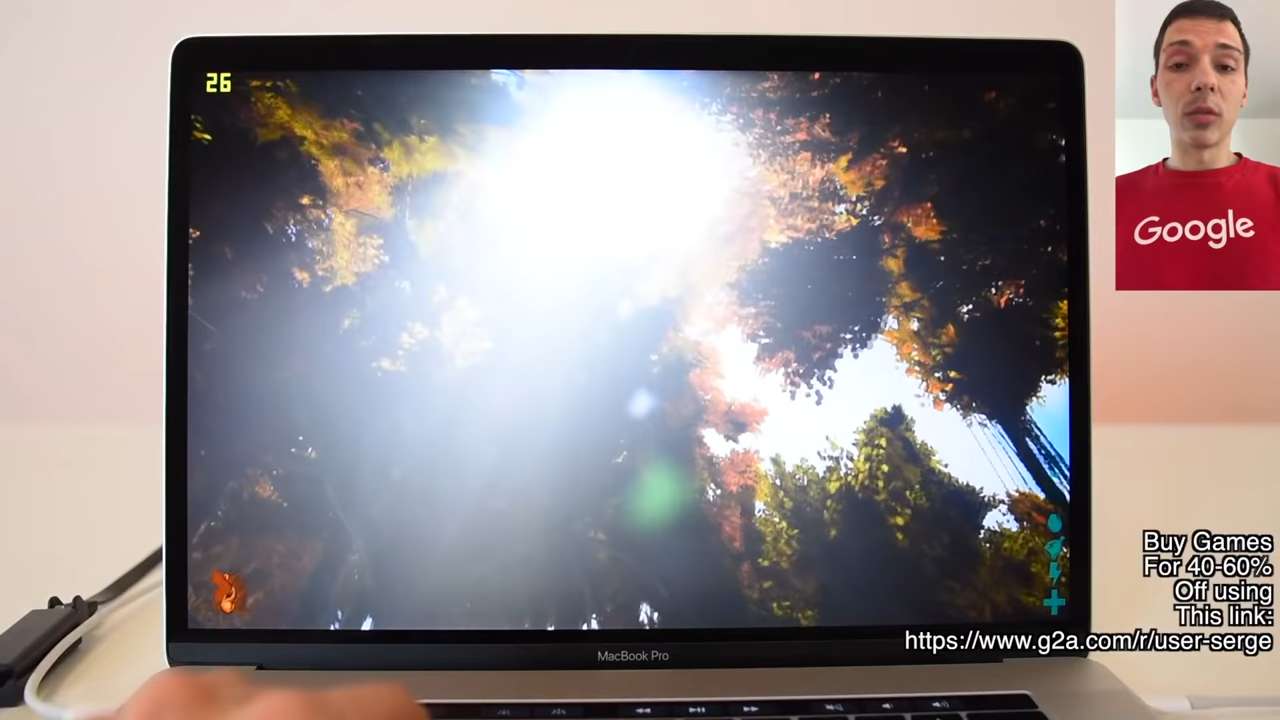 26
Google
Buy Games
For 40-60%
Off using
This link:
https://www.g2a.com/r/user-serge
MacBook Pro